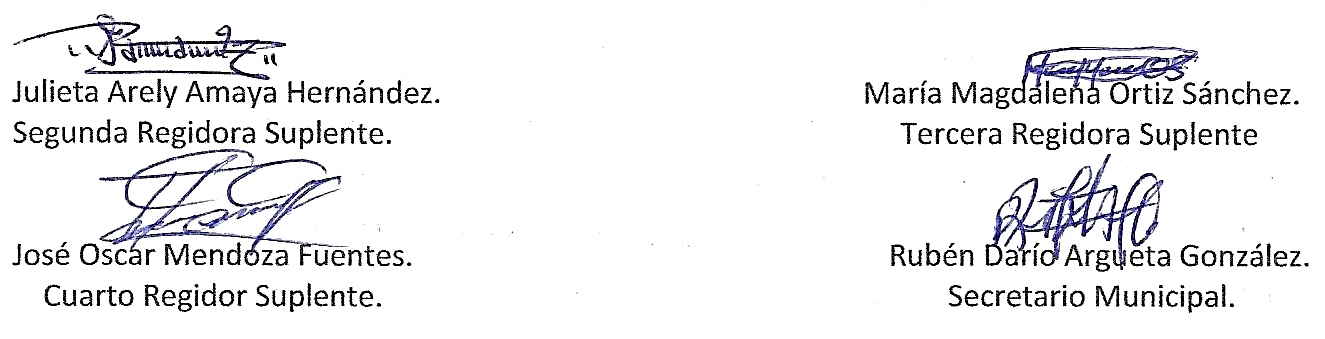 Julieta Arely Amaya Hernández.
Segunda Regidora Suplente.
María Magdalena Ortiz Sánchez.
Tercera Regidora Suplente
José Oscar Mendoza Fuentes.
Cuarto Regidor Suplente.
Rubén Darío Argueta González.
Secretario Municipal.